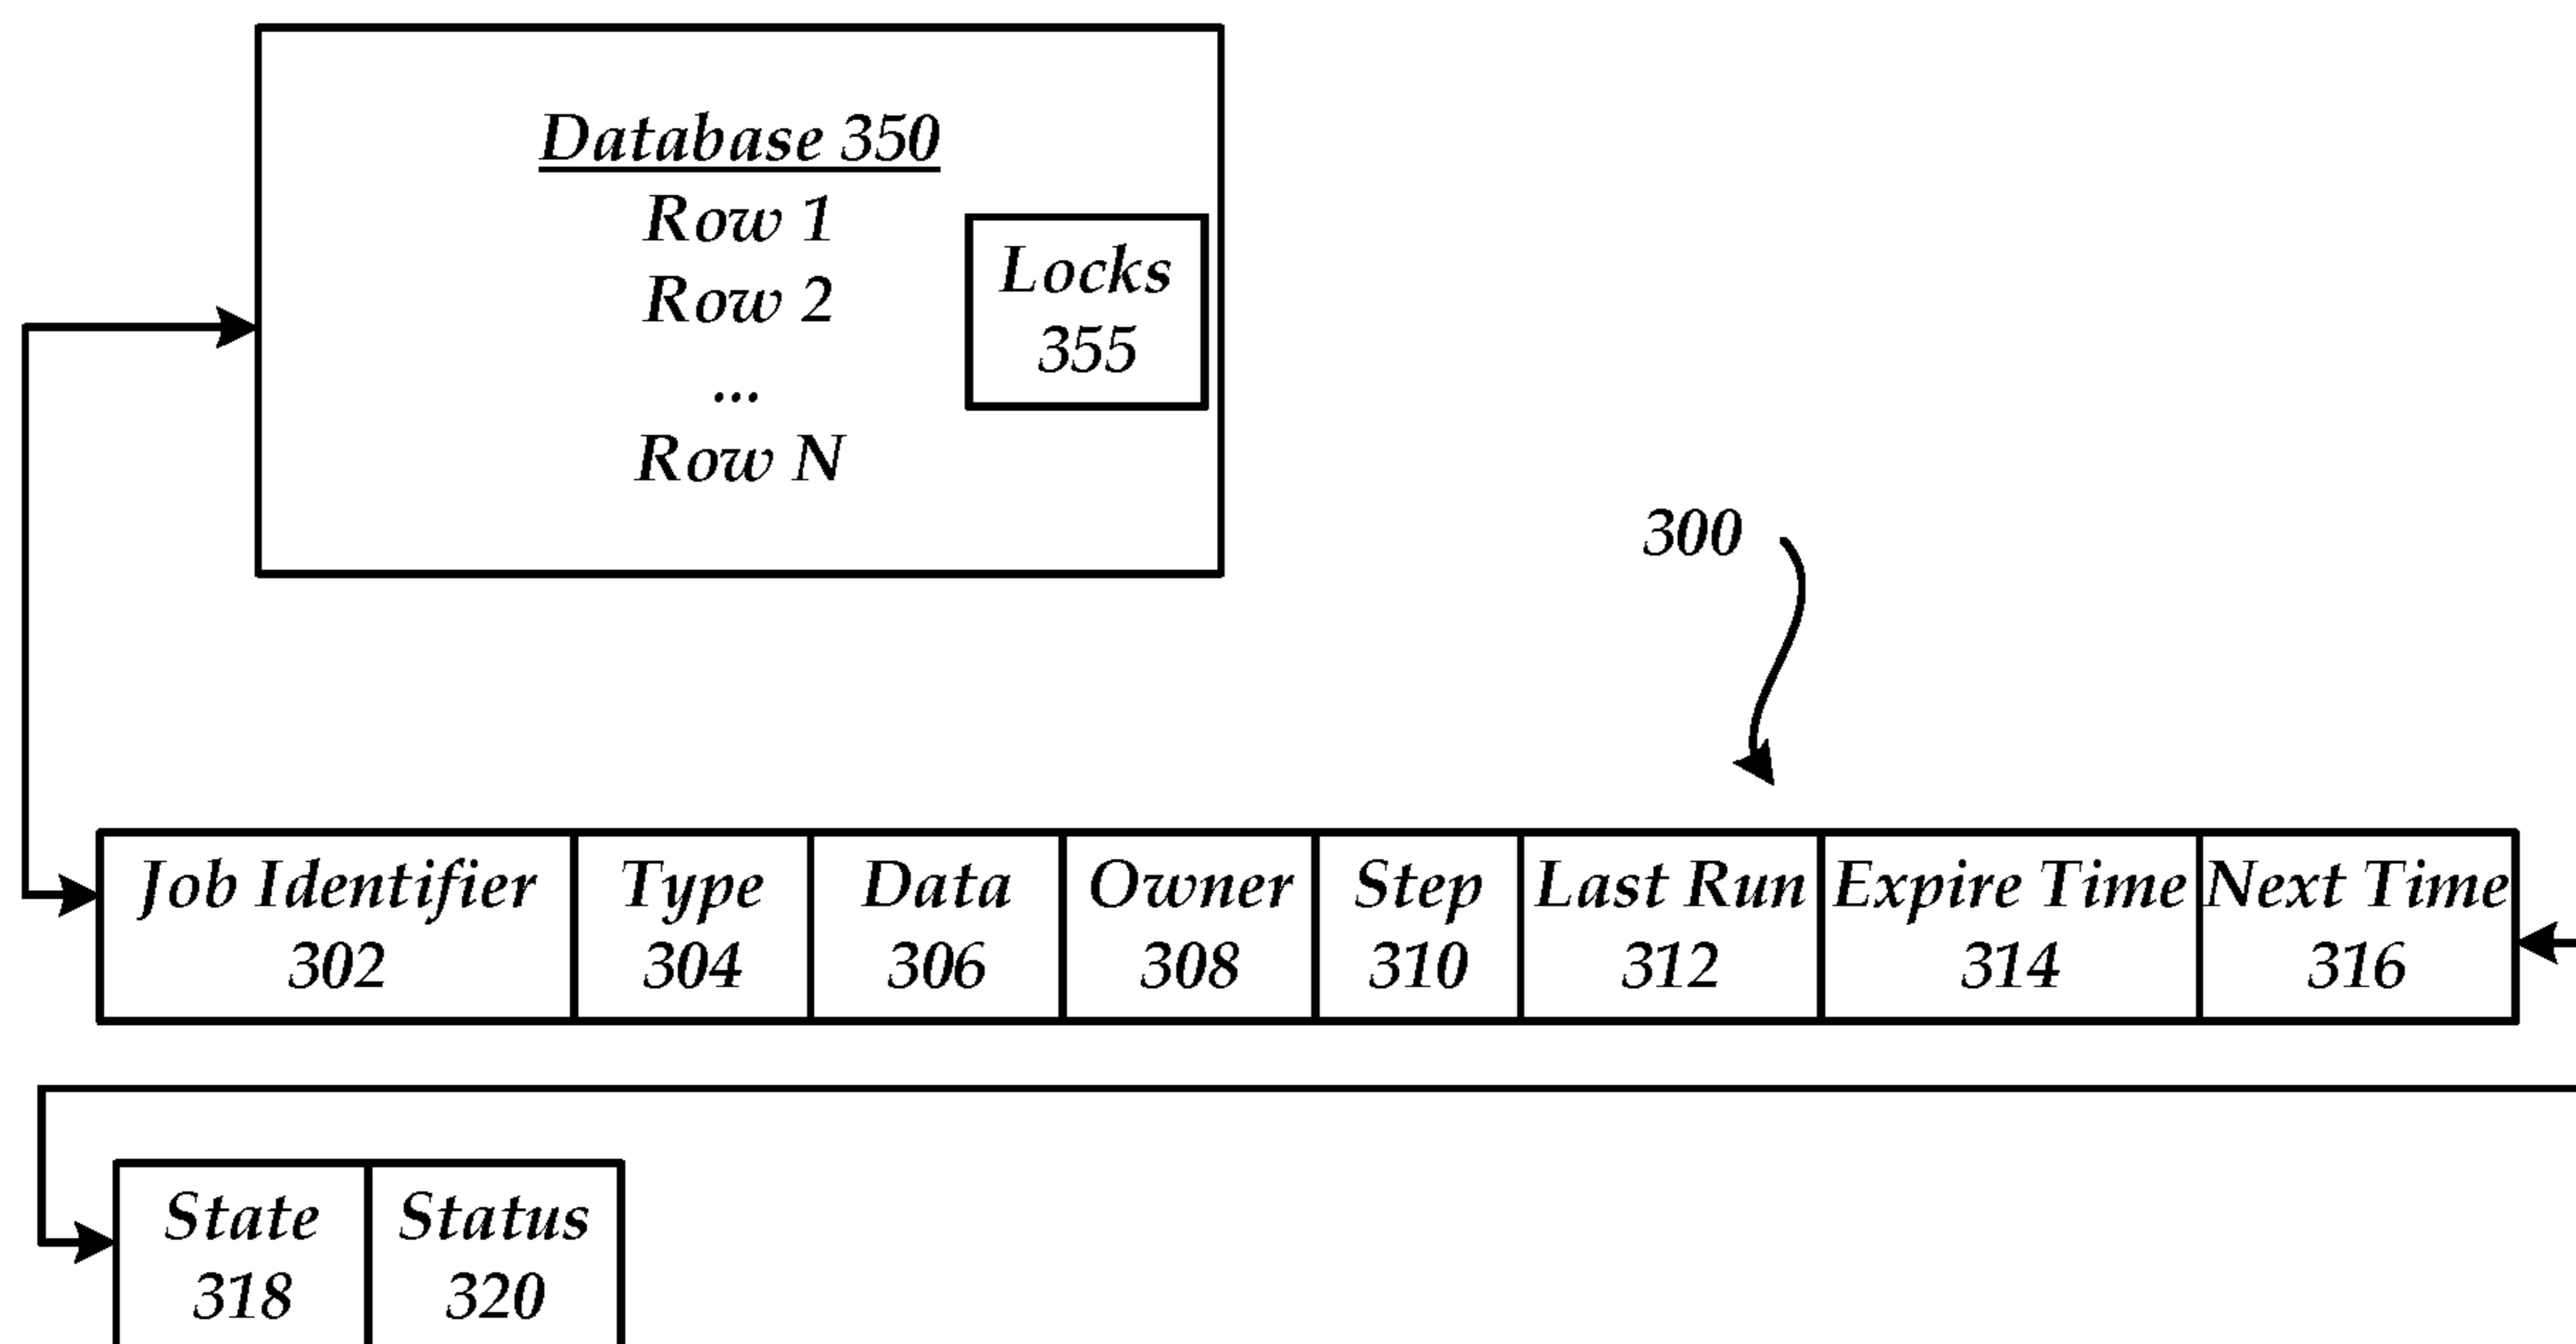 Database 350
Row 1
Row 2
...
Row N
Locks
355
300
Job Identifier
302
Type
304
Data
306
Owner
308
Step
310
Last Run
312
Expire Time
314
Next Time
316
State
318
Status
320